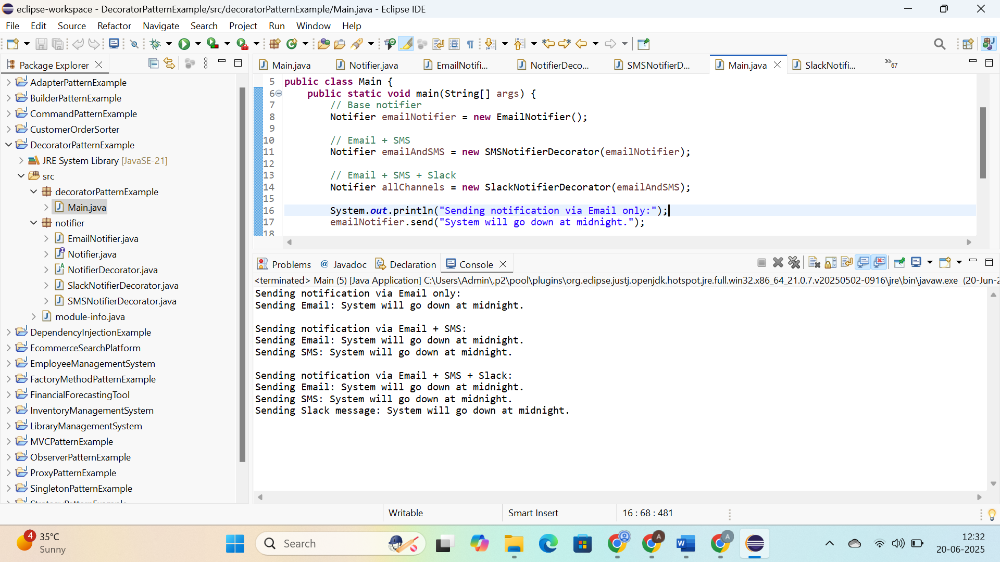 eclipse-workspace - DecoratorPatternExample/src/decoratorPatternExample/Main.java - Eclipse IDE
File Edit Source Refactor Navigate Search Project Run Window Help
Package Explorer
AdapterPatternExample
BuilderPatternExample
CommandPatternExample
CustomerOrderSorter
DecoratorPatternExample
JRE System Library [JavaSE-21]
src
decoratorPatternExample
Main.java
notifier
EmailNotifier.java
Notifier.java
NotifierDecorator.java
SlackNotifierDecorator.java
SMSNotifierDecorator.java
module-info.java
DependencyInjectionExample
EcommerceSearchPlatform
EmployeeManagementSystem
FactoryMethodPatternExample
FinancialForecastingTool
InventoryManagementSystem
LibraryManagementSystem
MVCPatternExample
ObserverPatternExample
ProxyPatternExample
SingletonPatternExample
Main.java Notifier.java EmailNotifi... NotifierDeco... SMSNotifierD... Main.java SlackNotifi... »67
5 public class Main {
6 public static void main(String[] args) {
7 // Base notifier
8 Notifier emailNotifier = new EmailNotifier();
9
10 // Email + SMS
11 Notifier emailAndSMS = new SMSNotifierDecorator(emailNotifier);
12
13 // Email + SMS + Slack
14 Notifier allChannels = new SlackNotifierDecorator(emailAndSMS);
15
16 System.out.println("Sending notification via Email only:");
17 emailNotifier.send("System will go down at midnight.");
18
Problems @ Javadoc Declaration Console
<terminated> Main (5) [Java Application] C:\Users\Admin\.p2\pool\plugins\org.eclipse.justj.openjdk.hotspot.jre.full.win32.x86_64_21.0.7.v20250502-0916\jre\bin\javaw.exe (20-Jun-2
Sending notification via Email only:
Sending Email: System will go down at midnight.
Sending notification via Email + SMS:
Sending Email: System will go down at midnight.
Sending SMS: System will go down at midnight.
Sending notification via Email + SMS + Slack:
Sending Email: System will go down at midnight.
Sending SMS: System will go down at midnight.
Sending Slack message: System will go down at midnight.
Writable Smart Insert 16 : 68 : 481
4
35°C
Sunny
Search
A
A
12:32
20-06-2025